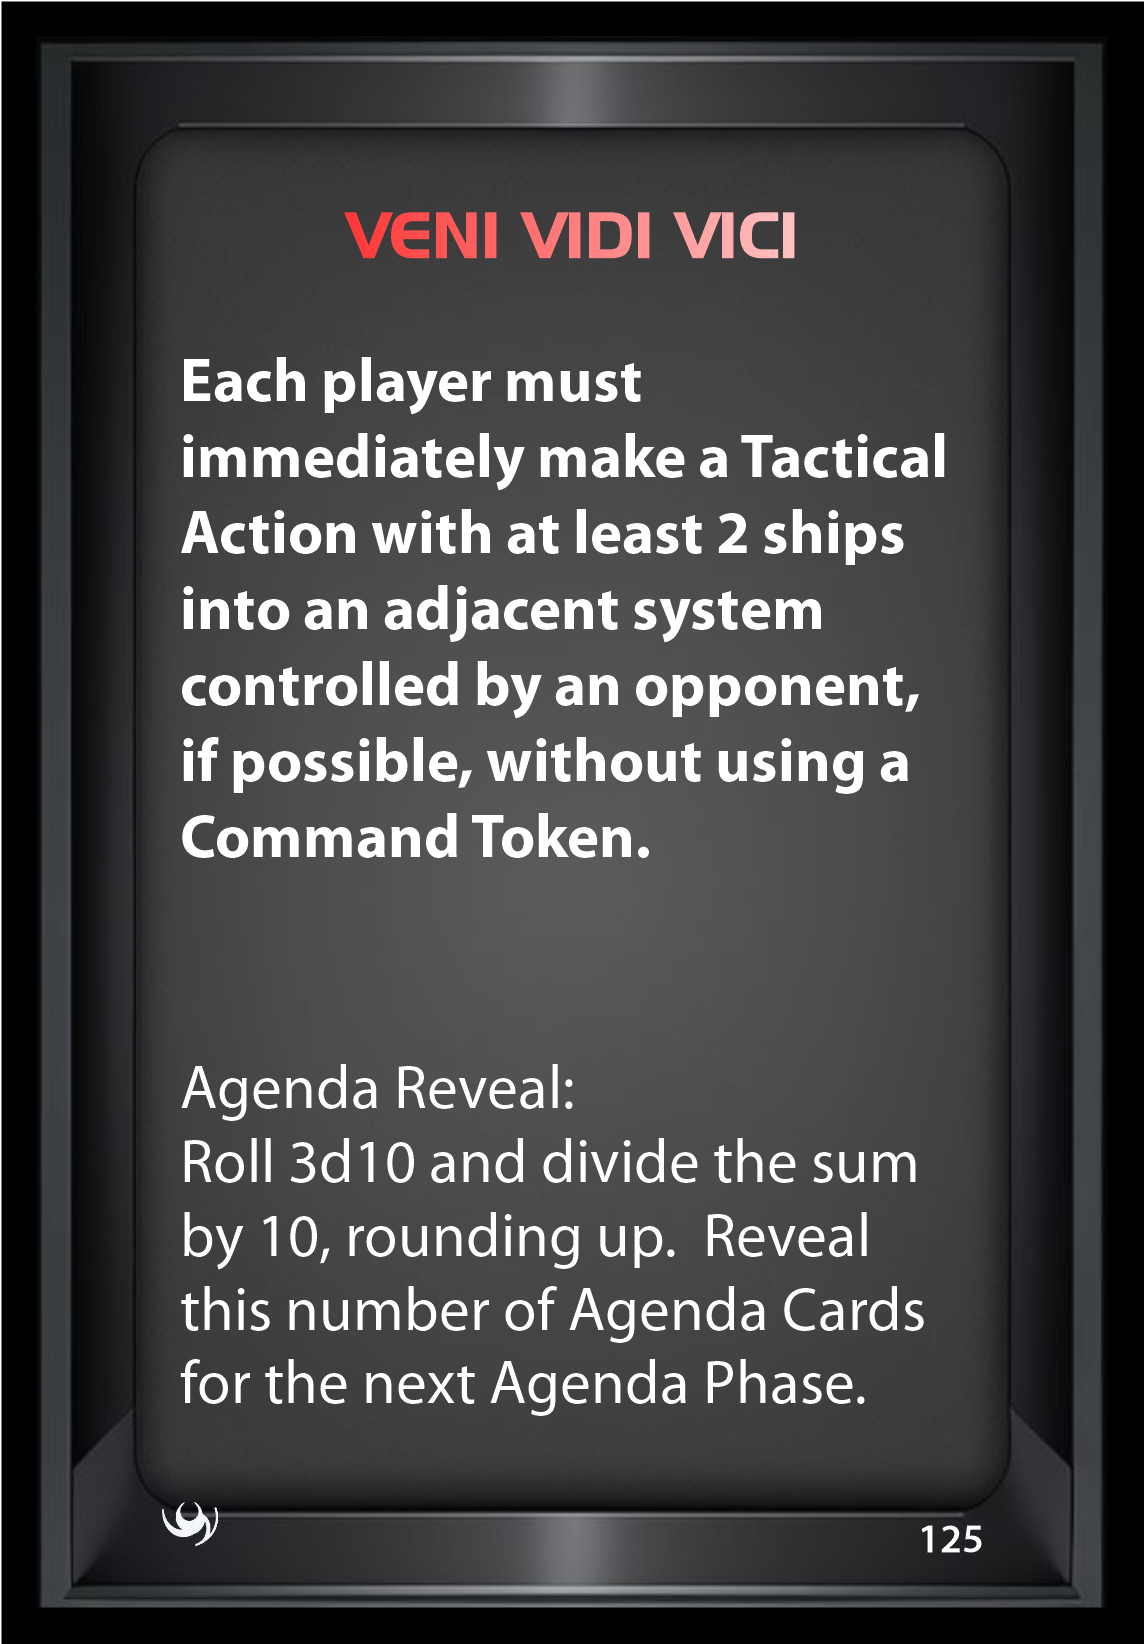 VENI VIDI VICI
Each player must
immediately make a Tactical
Action with at least 2 ships
into an adjacent system
controlled by an opponent,
if possible, without using a
Command Token.
Agenda Reveal:
Roll 3d10 and divide the sum
by 10, rounding up.  Reveal
this number of Agenda Cards
for the next Agenda Phase.
125